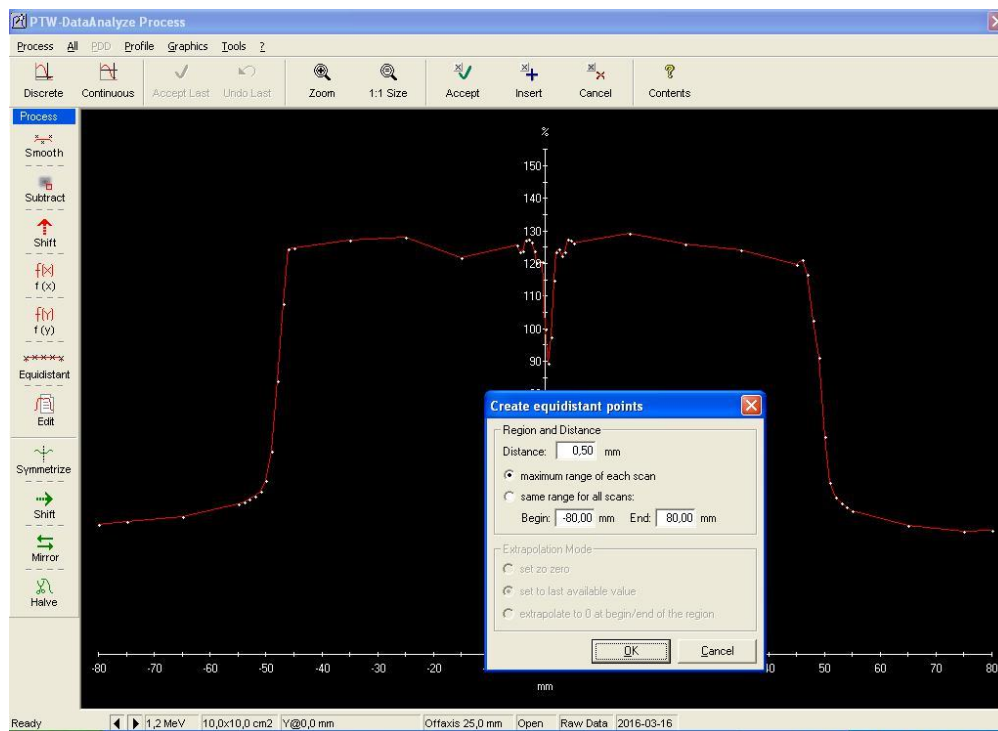 PTW-DataAnalyze Process
Process All PDD Profile Graphics Tools ?
Discrete Continuous Accept Last Undo Last Zoom 1:1 Size Accept Insert Cancel Contents
Process
Smooth
Subtract
Shift
f(x)
f (x)
f(Y)
f (y)
Equidistant
Edit
Symmetrize
Shift
Mirror
Halve
%
150
140
130
120
110
100
90
Create equidistant points
Region and Distance
Distance: 0,50 mm
maximum range of each scan
same range for all scans:
Begin: -80,00 mm End: 80,00 mm
Extrapolation Mode
set zo zero
set to last available value
extrapolate to 0 at begin/end of the region
OK Cancel
-80 -70 -60 -50 -40 -30 -20 50 60 70 80
mm
Ready 1,2 MeV 10,0x10,0 cm2 Y@0,0 mm Offaxis 25,0 mm Open Raw Data 2016-03-16